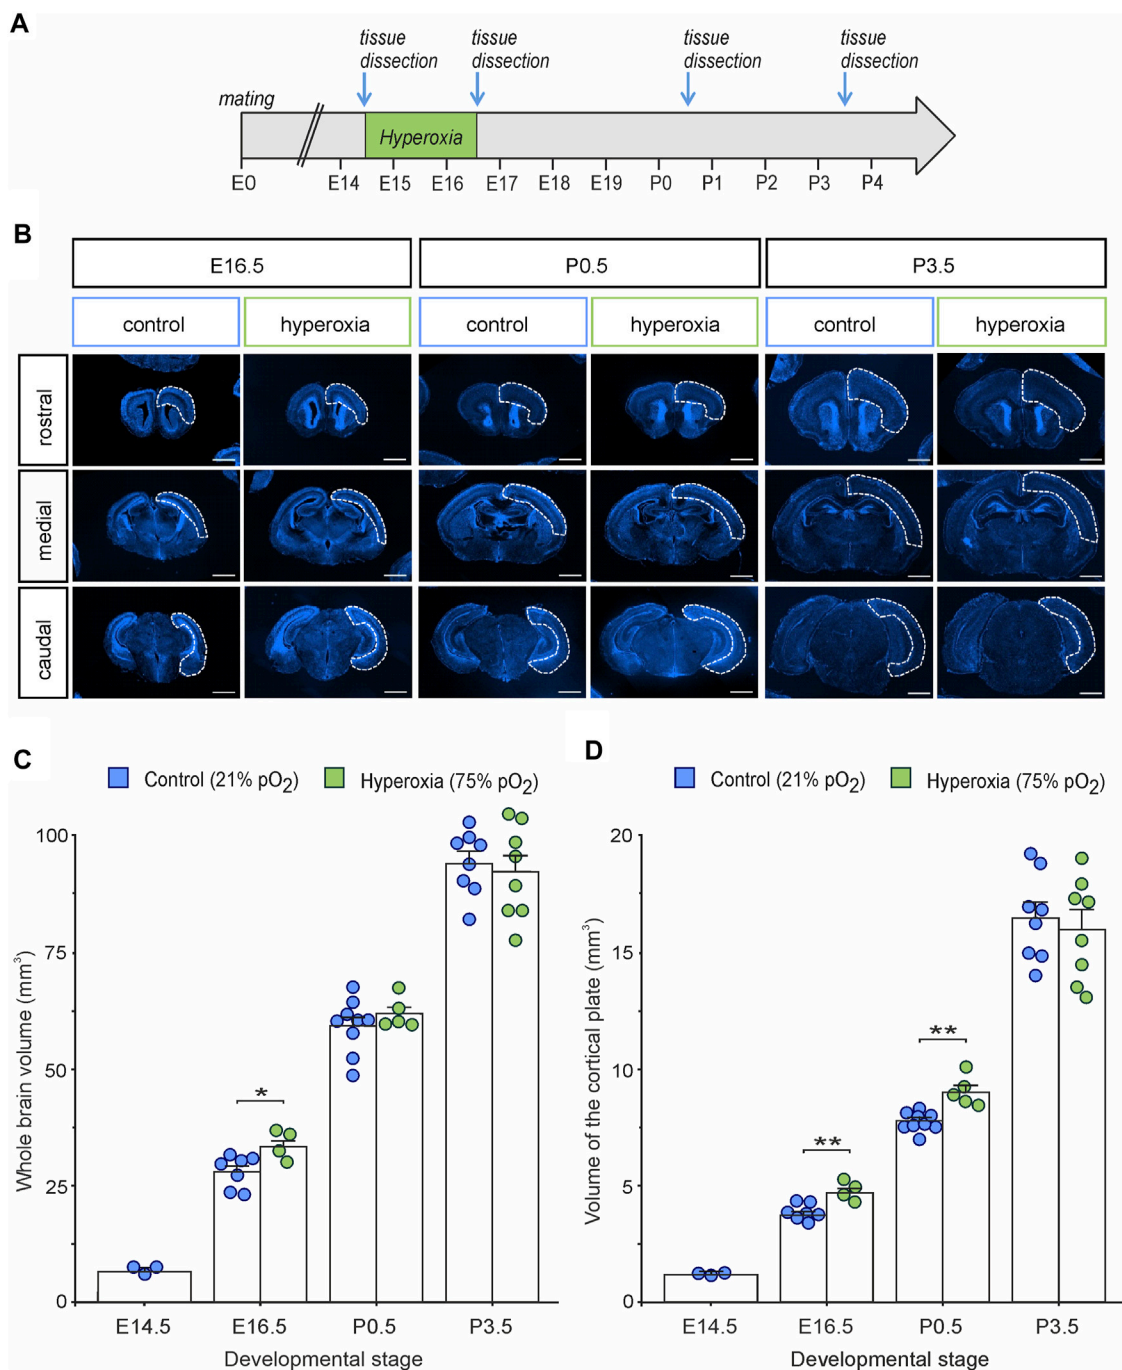 A
tissue dissection
tissue dissection
tissue dissection
tissue dissection
mating
Hyperoxia
E0 E14 E15 E16 E17 E18 E19 P0 P1 P2 P3 P4
B
E16.5 P0.5 P3.5
control hyperoxia control hyperoxia control hyperoxia
rostral
medial
caudal
C
Control (21% pO2) Hyperoxia (75% pO2)
Whole brain volume (mm3)
100
75
50
25
0
*
E14.5 E16.5 P0.5 P3.5
Developmental stage
D
Control (21% pO2) Hyperoxia (75% pO2)
Volume of the cortical plate (mm3)
20
15
10
5
0
**
**
E14.5 E16.5 P0.5 P3.5
Developmental stage